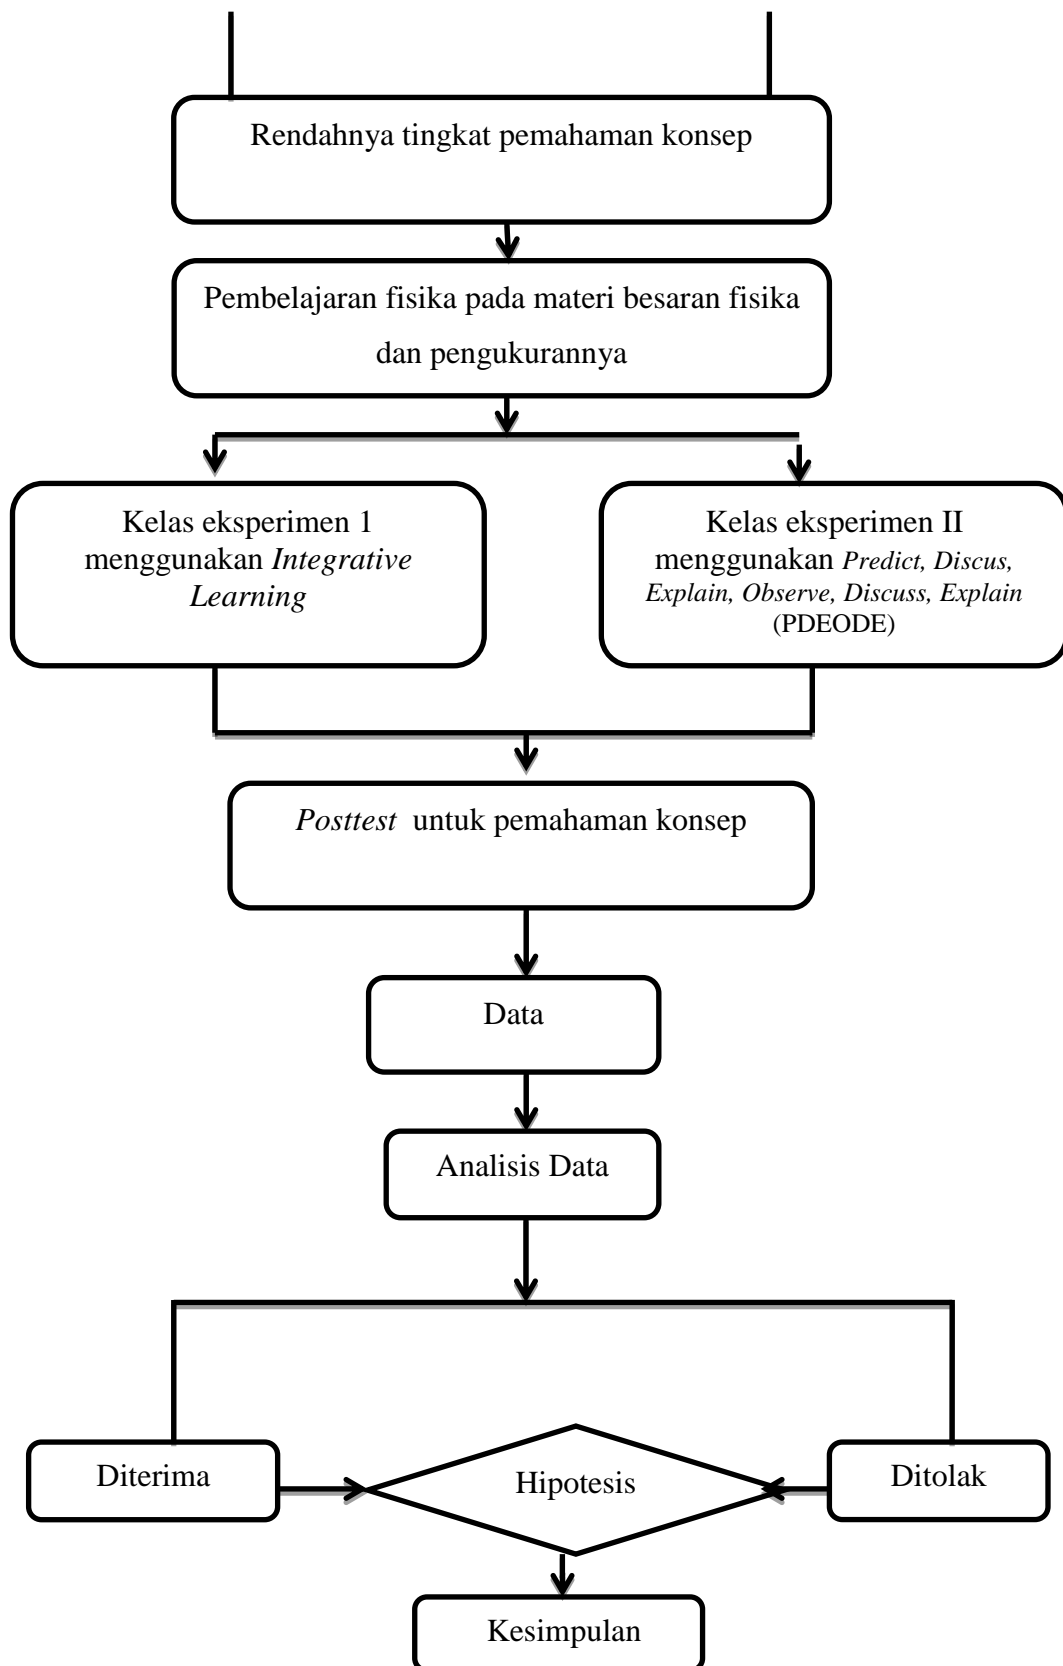 Rendahnya tingkat pemahaman konsep
Pembelajaran fisika pada materi besaran fisika
dan pengukurannya
Kelas eksperimen 1
menggunakan Integrative
Learning
Kelas eksperimen II
menggunakan Predict, Discus,
Explain, Observe, Discuss, Explain
(PDEODE)
Posttest untuk pemahaman konsep
Data
Analisis Data
Diterima
Hipotesis
Ditolak
Kesimpulan